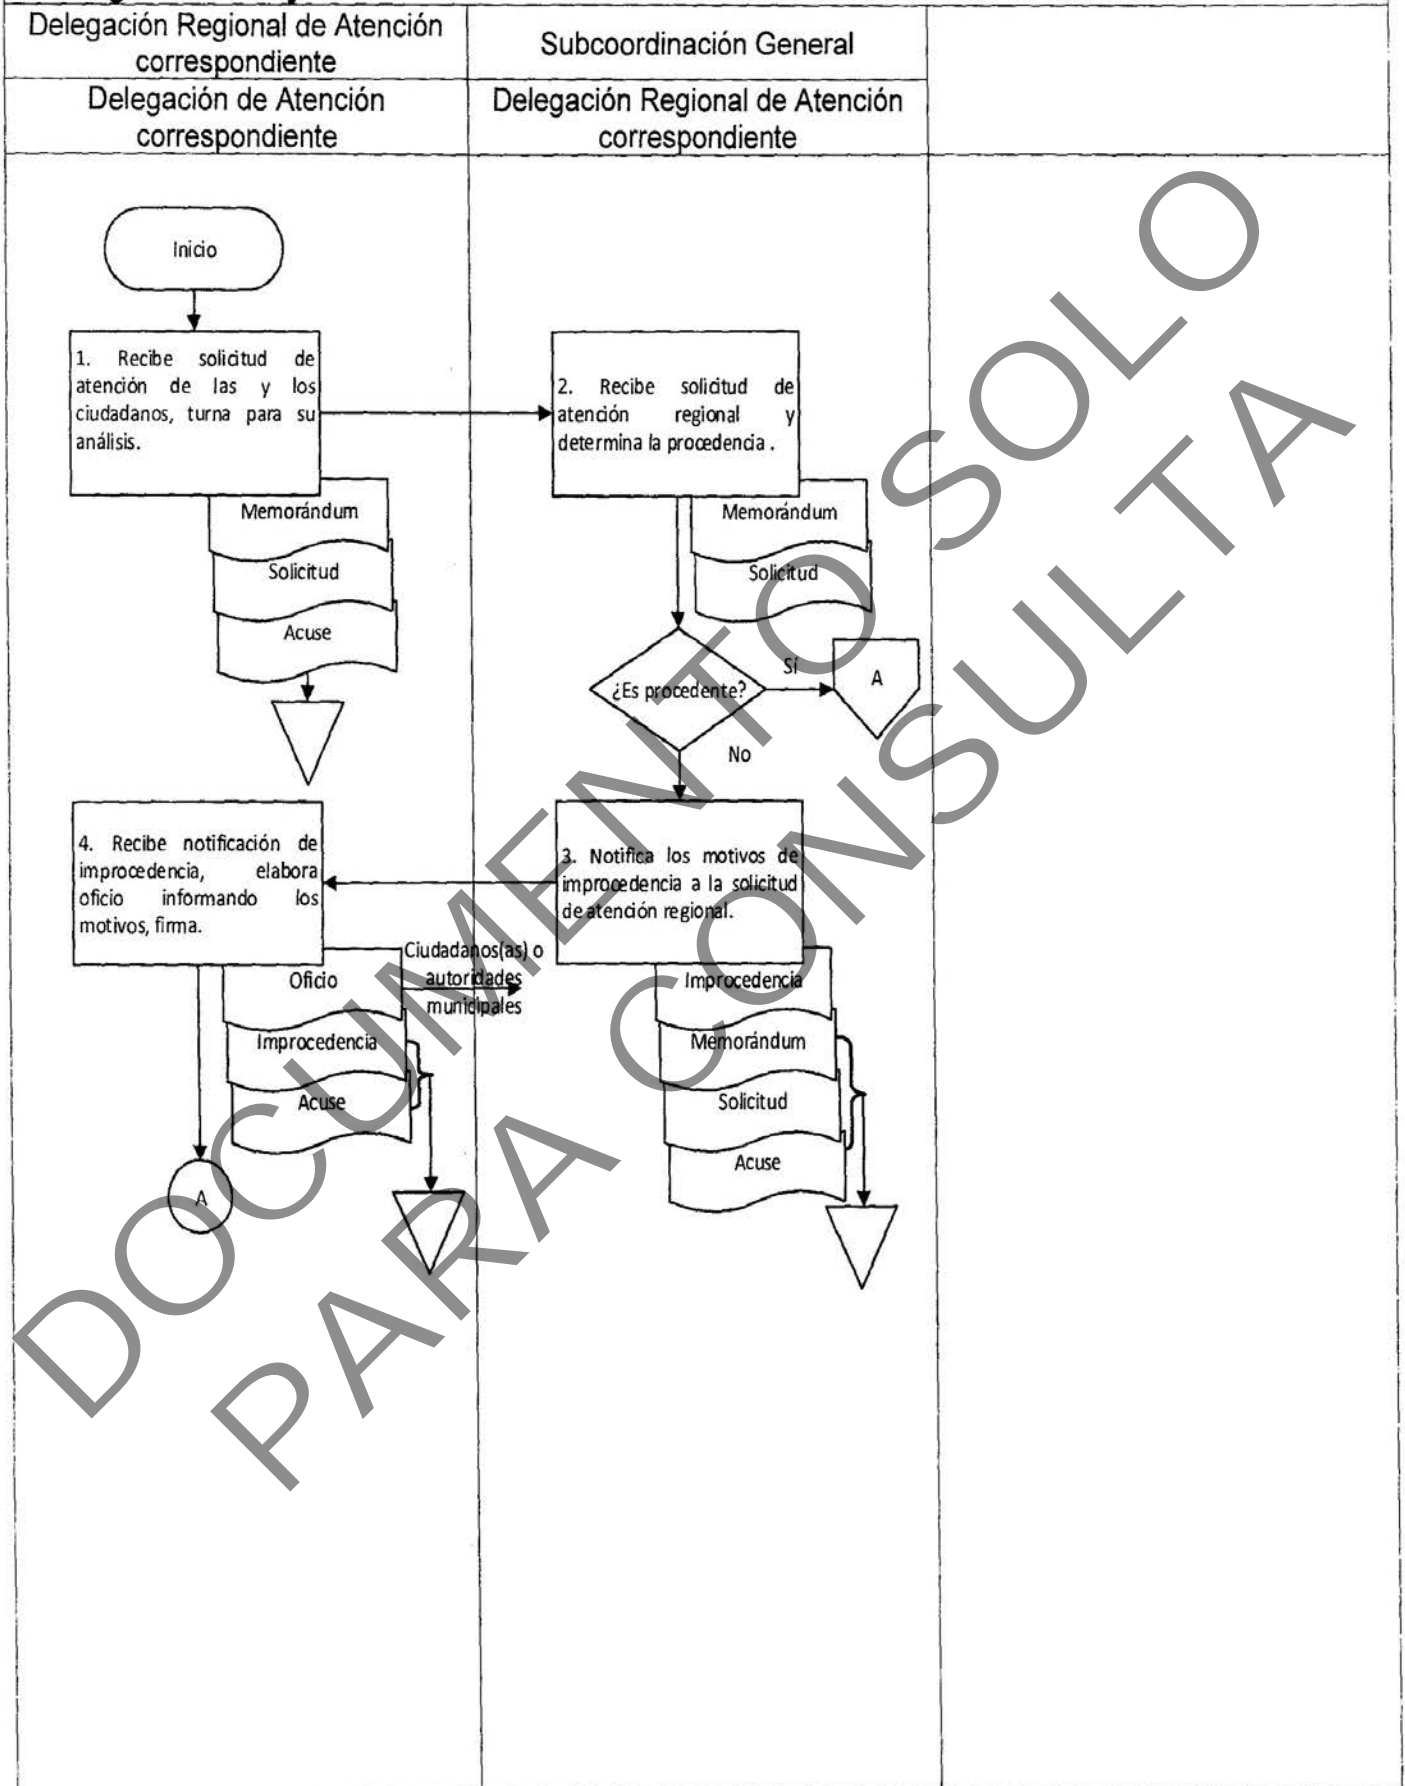 Delegación Regional de Atención
correspondiente
Subcoordinación General
Delegación de Atención
correspondiente
Delegación Regional de Atención
correspondiente
Inicio
1. Recibe solicitud de
atención de las y los
ciudadanos, turna para su
análisis.
Memorándum
Solicitud
Acuse
2. Recibe solicitud de
atención regional y
determina la procedencia .
Memorándum
Solicitud
¿Es procedente?
Sí
A
No
3. Notifica los motivos de
improcedencia a la solicitud
de atención regional.
Improcedencia
Memorándum
Solicitud
Acuse
4. Recibe notificación de
improcedencia, elabora
oficio informando los
motivos, firma.
Oficio
Ciudadanos(as) o
autoridades
municipales
Improcedencia
Acuse
A
DOCUMENTO SOLO
PARA CONSULTA